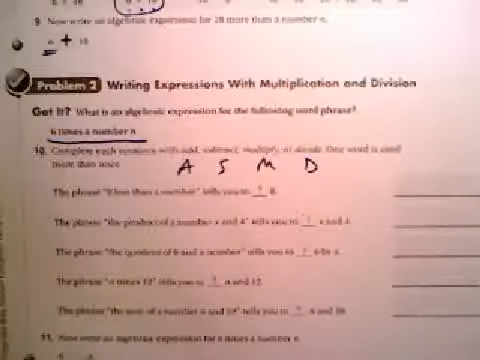 9. Now write an algebraic expression for 18 more than a number n.
n + 18
Problem 2 Writing Expressions With Multiplication and Division
Got It? What is an algebraic expression for the following word phrase?
6 times a number n
10. Complete each sentence with add, subtract, multiply, or divide. One word is used
more than once.
A S M D
The phrase "8 less than a number" tells you to ? 8.
The phrase "the product of a number x and 4" tells you to ? x and 4.
The phrase "the quotient of 6 and a number" tells you to ? 6 by
The phrase "n times 12" tells you to ? n and 12.
The phrase "the sum of a number n and 18" tells you to ? n and 18.
11. Now write an algebraic expression for 6 times a number n.